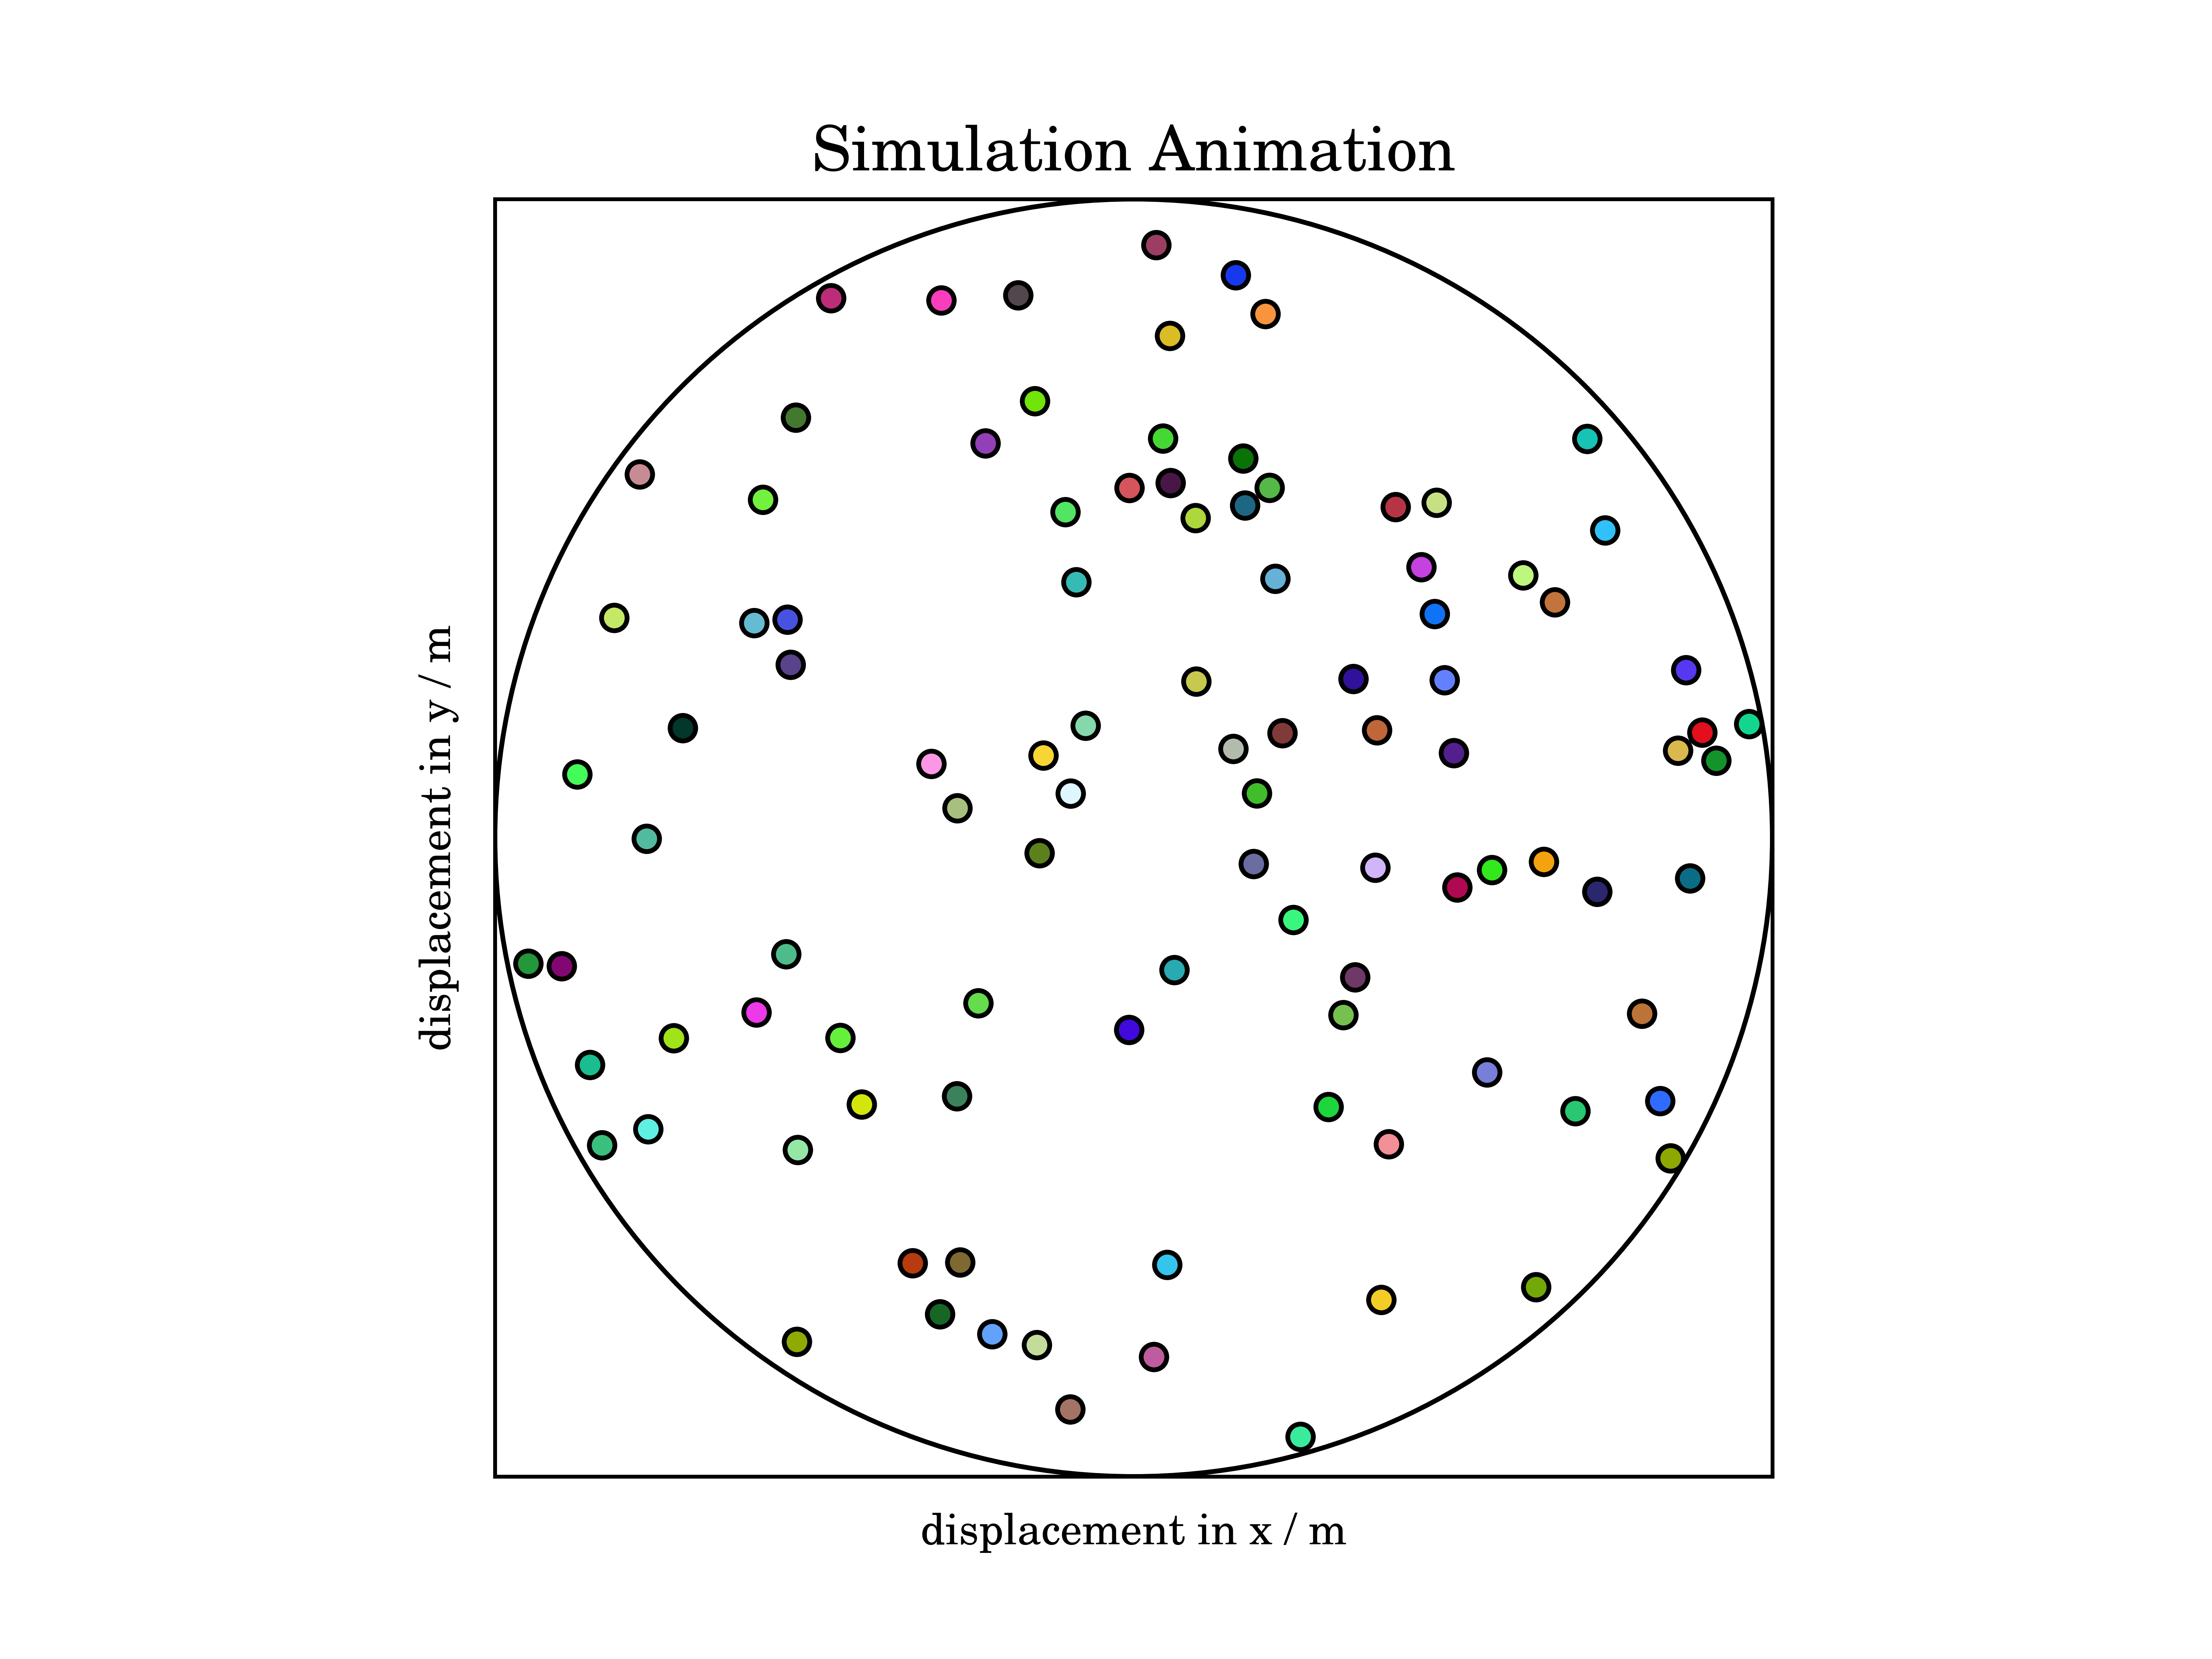 Simulation Animation
displacement in y / m
displacement in x / m